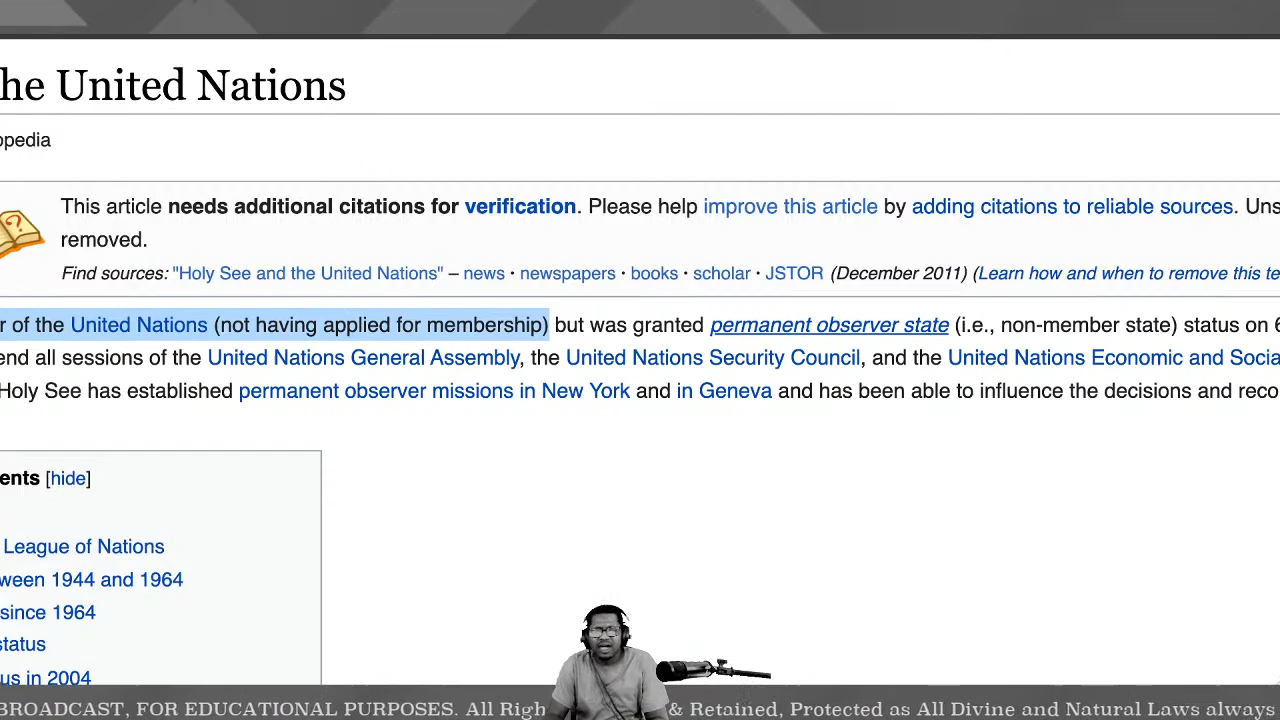 he United Nations
opedia
This article needs additional citations for verification. Please help improve this article by adding citations to reliable sources. Uns
removed.
Find sources: "Holy See and the United Nations" – news · newspapers · books · scholar · JSTOR (December 2011) (Learn how and when to remove this te
r of the United Nations (not having applied for membership) but was granted permanent observer state (i.e., non-member state) status on 6
end all sessions of the United Nations General Assembly, the United Nations Security Council, and the United Nations Economic and Socia
Holy See has established permanent observer missions in New York and in Geneva and has been able to influence the decisions and reco
ents [hide]
League of Nations
ween 1944 and 1964
since 1964
status
us in 2004
BROADCAST, FOR EDUCATIONAL PURPOSES. All Righ & Retained, Protected as All Divine and Natural Laws always